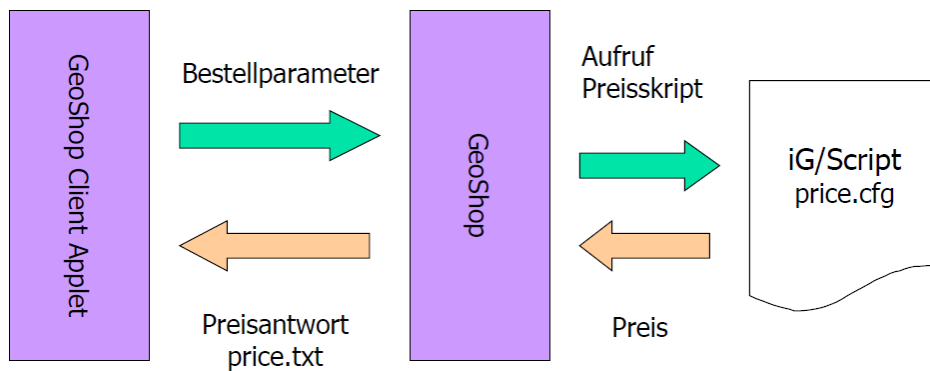 GeoShop Client Applet
Bestellparameter
Preisantwort
price.txt
GeoShop
Aufruf
Preisskript
Preis
iG/Script
price.cfg